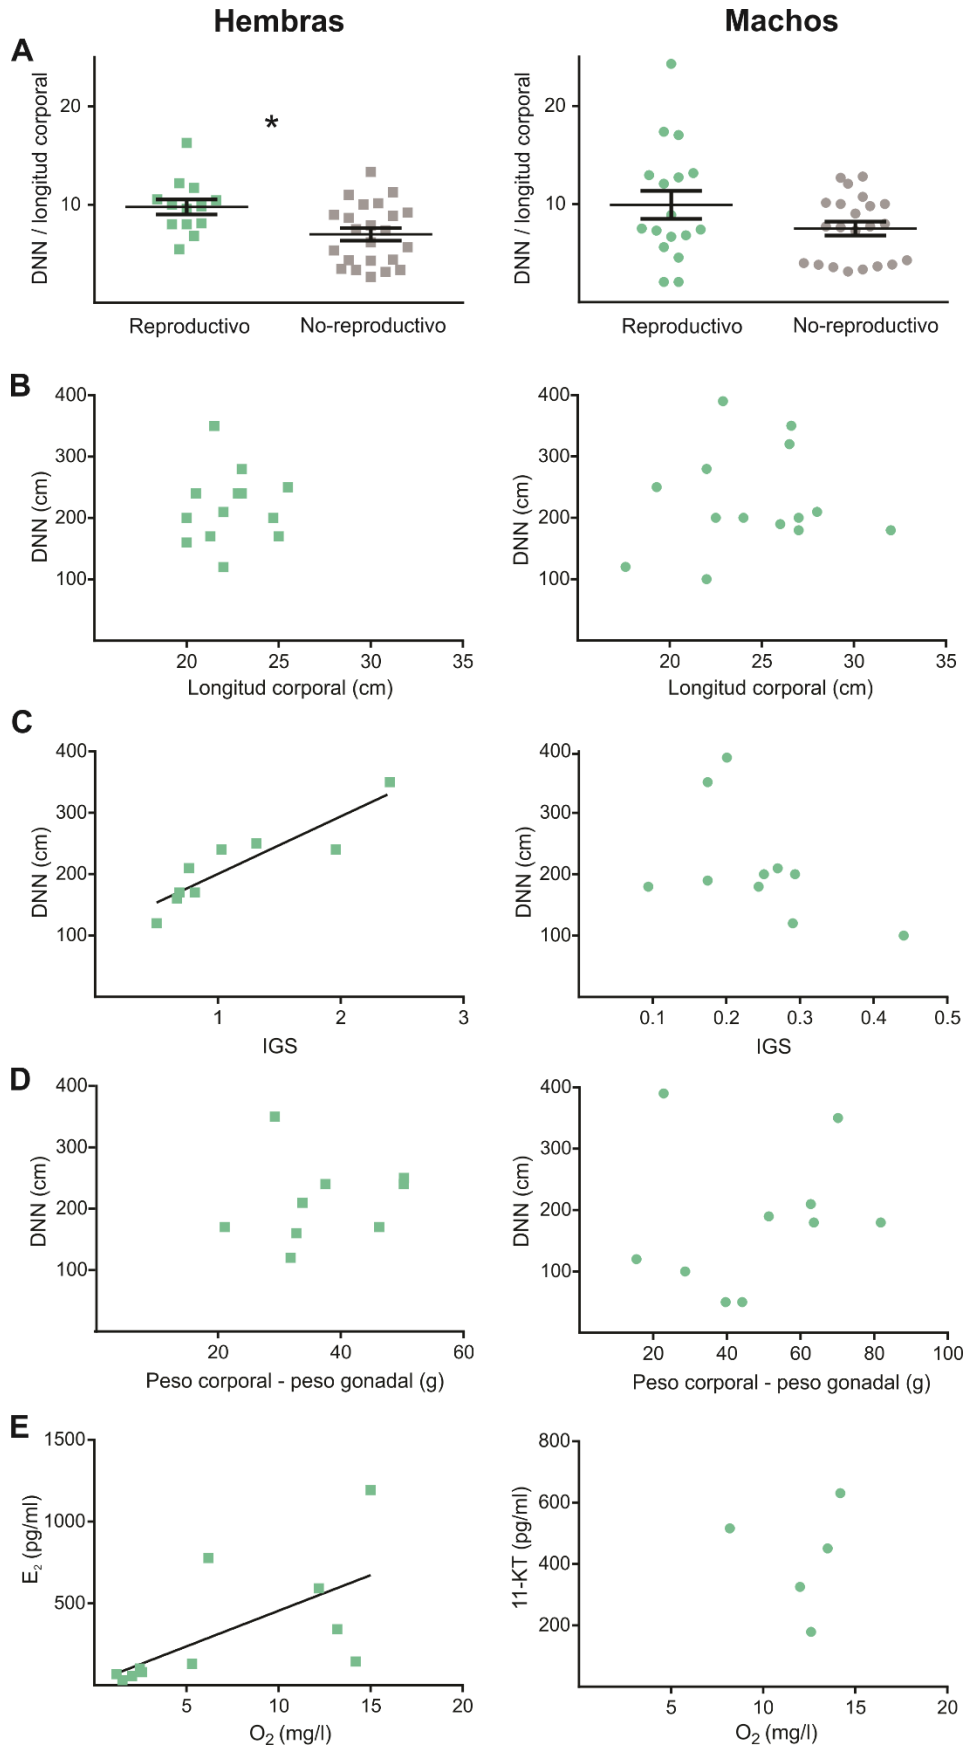 Hembras
Machos
A
DNN / longitud corporal
20
10
*
Reproductivo
No-reproductivo
DNN / longitud corporal
20
10
Reproductivo
No-reproductivo
B
DNN (cm)
400
300
200
100
20
25
30
35
Longitud corporal (cm)
DNN (cm)
400
300
200
100
20
26
30
35
Longitud corporal (cm)
C
DNN (cm)
400
300
200
100
1
2
3
IGS
DNN (cm)
400
300
200
100
0.1
0.2
0.3
0.4
0.5
IGS
D
DNN (cm)
400
300
200
100
20
40
60
Peso corporal - peso gonadal (g)
DNN (cm)
400
300
200
100
20
40
60
80
100
Peso corporal - peso gonadal (g)
E
E₂ (pg/ml)
1500
1000
500
5
10
15
20
O₂ (mg/l)
11-KT (pg/ml)
800
600
400
200
5
10
15
20
O₂ (mg/l)